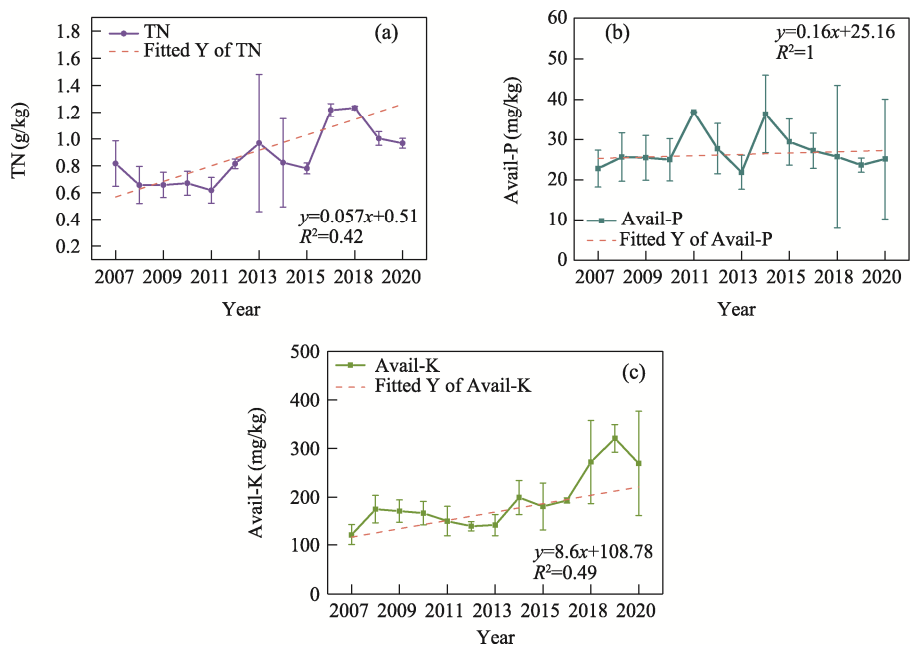 1.8
1.6
1.4
1.2
1.0
0.8
0.6
0.4
0.2
TN (g/kg)
TN
Fitted Y of TN
(a)
y=0.057x+0.51
R²=0.42
2007 2009 2011 2013 2015 2018 2020
Year
60
50
40
30
20
10
0
Avail-P (mg/kg)
(b)
y=0.16x+25.16
R²=1
Avail-P
Fitted Y of Avail-P
2007 2009 2011 2013 2015 2018 2020
Year
500
400
300
200
100
0
Avail-K (mg/kg)
Avail-K
Fitted Y of Avail-K
(c)
y=8.6x+108.78
R²=0.49
2007 2009 2011 2013 2015 2018 2020
Year